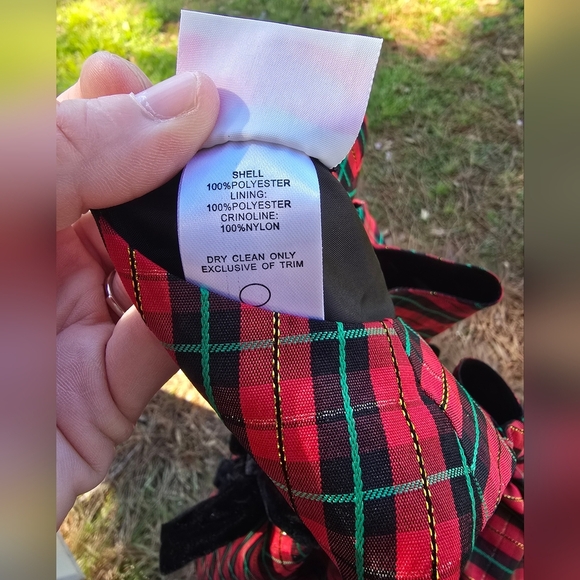 SHELL
100%POLYESTER
LINING:
100%POLYESTER
CRINOLINE:
100%NYLON
DRY CLEAN ONLY
EXCLUSIVE OF TRIM